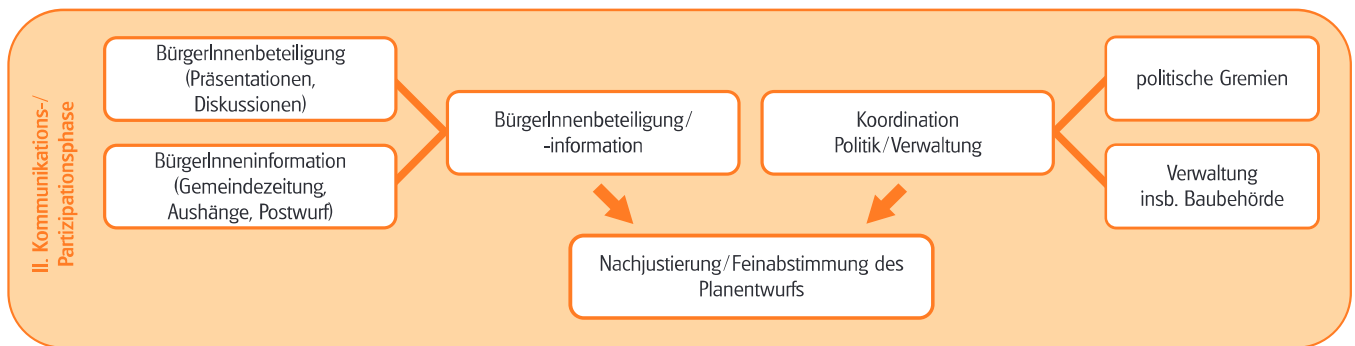 II. Kommunikations-/
Partizipationsphase
BürgerInnenbeteiligung
(Präsentationen,
Diskussionen)
BürgerInneninformation
(Gemeindezeitung,
Aushänge, Postwurf)
BürgerInnenbeteiligung/
-information
Koordination
Politik/Verwaltung
politische Gremien
Verwaltung
insb. Baubehörde
Nachjustierung/Feinabstimmung des
Planentwurfs